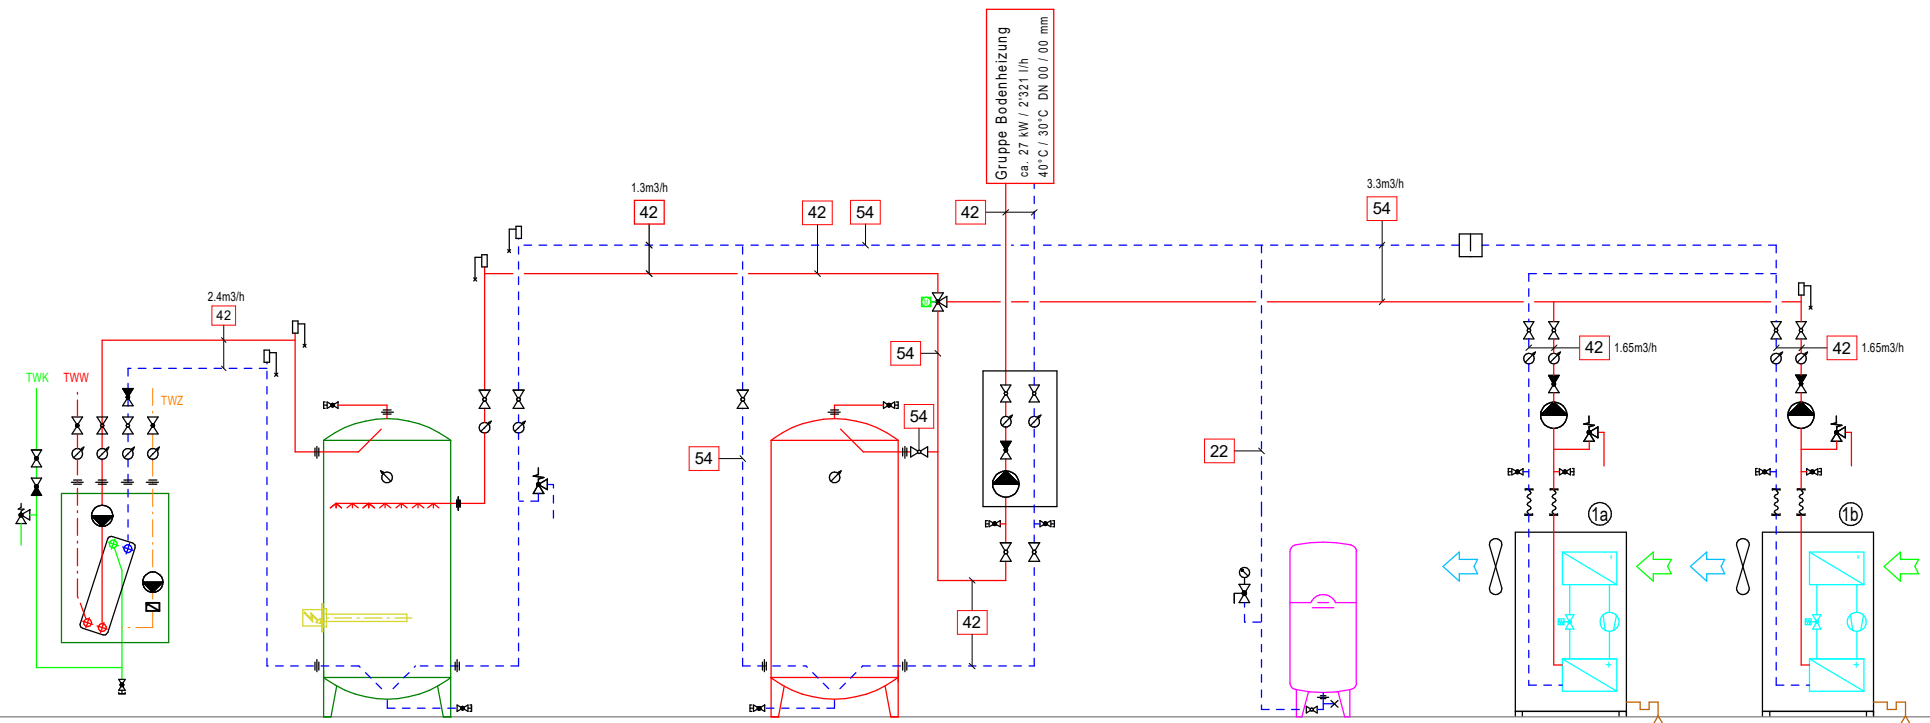 Gruppe Bodenheizung
ca. 27 kW / 2'321 l/h
40°C / 30°C DN 00 / 00 mm
1.3m3/h
42
42
54
42
3.3m3/h
54
2.4m3/h
42
54
42
1.65m3/h
42
1.65m3/h
TWK
TWW
TWZ
54
54
22
1a
1b
42